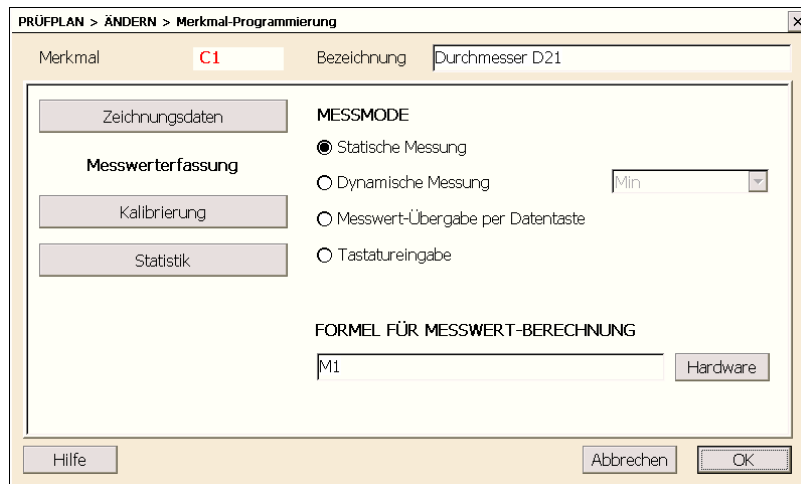 PRÜFPLAN > ÄNDERN > Merkmal-Programmierung
Merkmal C1 Bezeichnung Durchmesser D21
Zeichnungsdaten
Messwerterfassung
Kalibrierung
Statistik
MESSMODE
Statische Messung
Dynamische Messung Min
Messwert-Übergabe per Datentaste
Tastatureingabe
FORMEL FÜR MESSWERT-BERECHNUNG
M1 Hardware
Hilfe Abbrechen OK